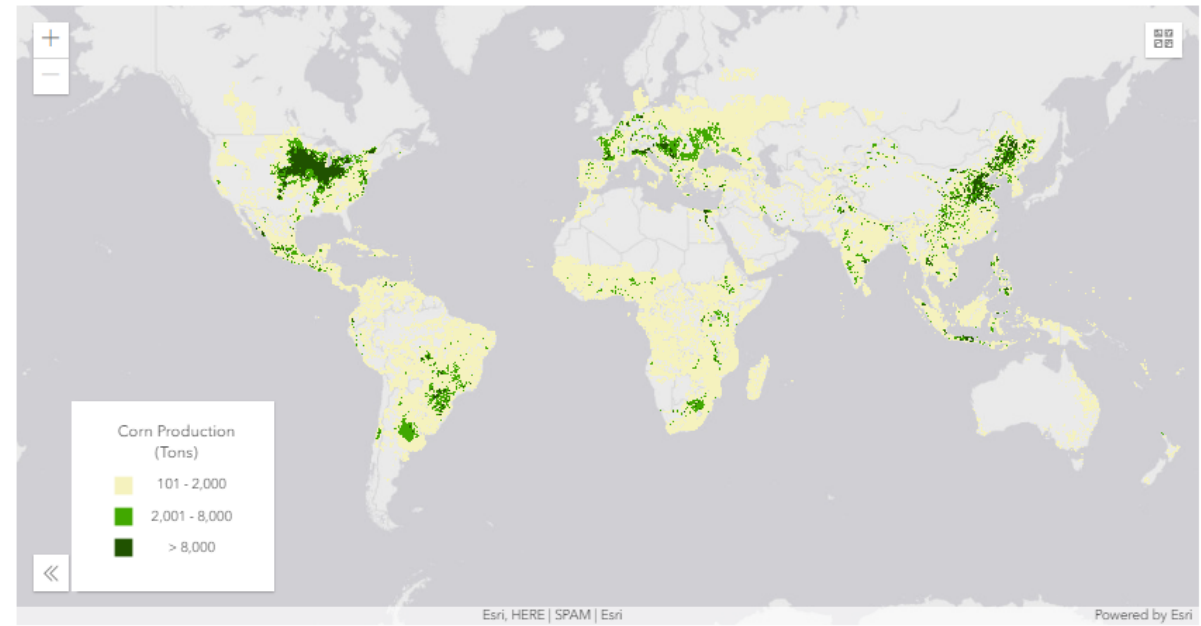 Corn Production
(Tons)
101 - 2,000
2,001 - 8,000
> 8,000
Esri, HERE | SPAM | Esri
Powered by Esri